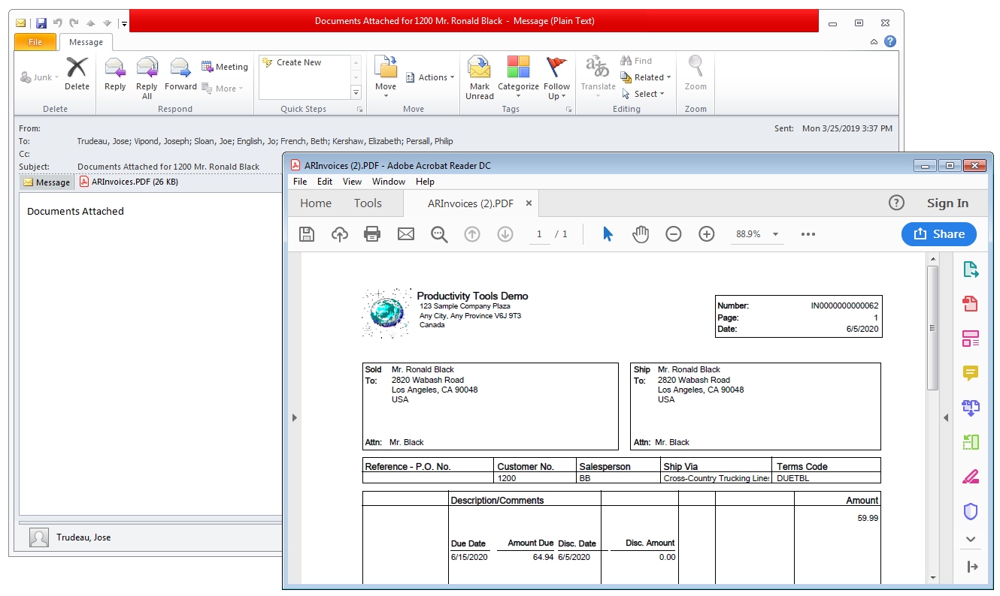 Documents Attached for 1200 Mr. Ronald Black - Message (Plain Text)
File Message
Junk Delete Reply Reply All Forward Meeting More Create New Move Actions Mark Unread Categorize Follow Up Translate Find Related Select Zoom
Delete Respond Quick Steps Move Tags Editing Zoom
From: Sent: Mon 3/25/2019 3:37 PM
To: Trudeau, Jose; Vipond, Joseph; Sloan, Joe; English, Jo; French, Beth; Kershaw, Elizabeth; Persall, Philip
Cc:
Subject: Documents Attached for 1200 Mr. Ronald Black
Message ARInvoices.PDF (26 KB)
Documents Attached
Trudeau, Jose
ARInvoices (2).PDF - Adobe Acrobat Reader DC
File Edit View Window Help
Home Tools ARInvoices (2).PDF × Sign In
1 / 1 88.9% Share
Productivity Tools Demo
123 Sample Company Plaza
Any City, Any Province V6J 9T3
Canada
Number: IN0000000000062
Page: 1
Date: 6/5/2020
Sold To: Mr. Ronald Black
2820 Wabash Road
Los Angeles, CA 90048
USA
Attn: Mr. Black
Ship To: Mr. Ronald Black
2820 Wabash Road
Los Angeles, CA 90048
USA
Attn: Mr. Black
Reference - P.O. No. Customer No. Salesperson Ship Via Terms Code
1200 BB Cross-Country Trucking Lines DUETBL
Description/Comments Amount
59.99
Due Date Amount Due Disc. Date Disc. Amount
6/15/2020 64.94 6/5/2020 0.00